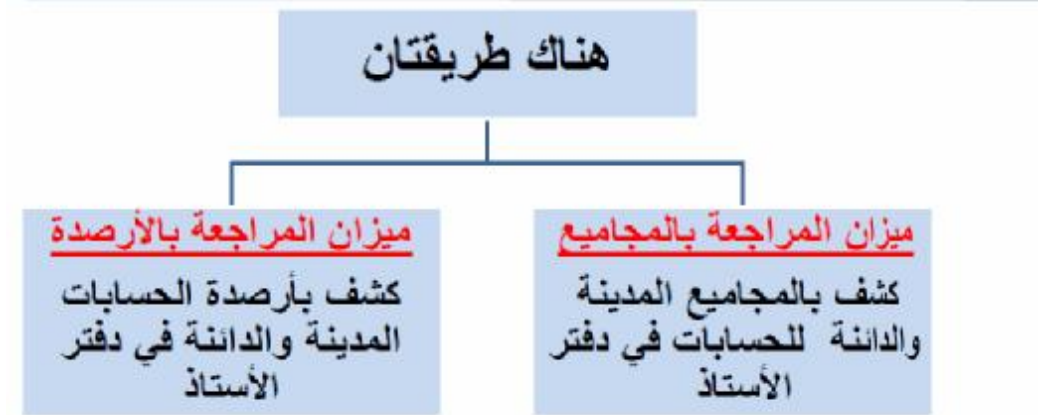 هناك طريقتان
ميزان المراجعة بالمجاميع
كشف بالمجاميع المدينة
والدائنة للحسابات في دفتر
الأستاذ
ميزان المراجعة بالأرصدة
كشف بأرصدة الحسابات
المدينة والدائنة في دفتر
الأستاذ